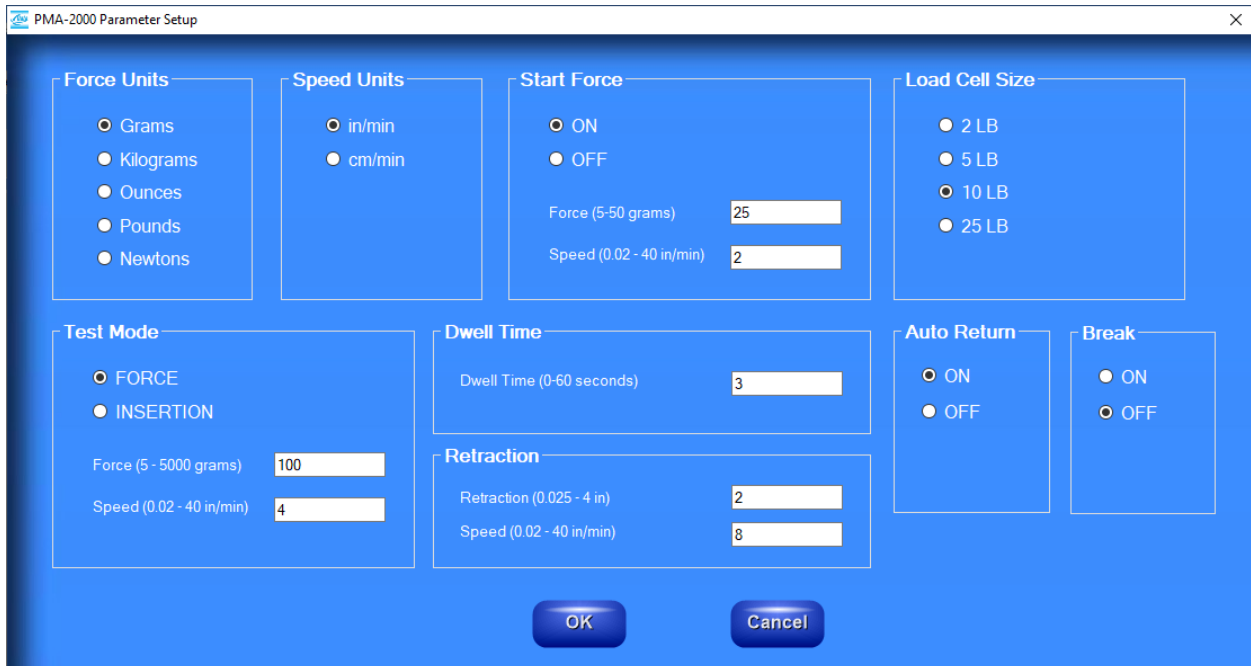 PMA-2000 Parameter Setup
Force Units
Grams
Kilograms
Ounces
Pounds
Newtons
Speed Units
in/min
cm/min
Start Force
ON
OFF
Force (5-50 grams) 25
Speed (0.02 - 40 in/min) 2
Load Cell Size
2 LB
5 LB
10 LB
25 LB
Test Mode
FORCE
INSERTION
Force (5 - 5000 grams) 100
Speed (0.02 - 40 in/min) 4
Dwell Time
Dwell Time (0-60 seconds) 3
Retraction
Retraction (0.025 - 4 in) 2
Speed (0.02 - 40 in/min) 8
Auto Return
ON
OFF
Break
ON
OFF
OK
Cancel